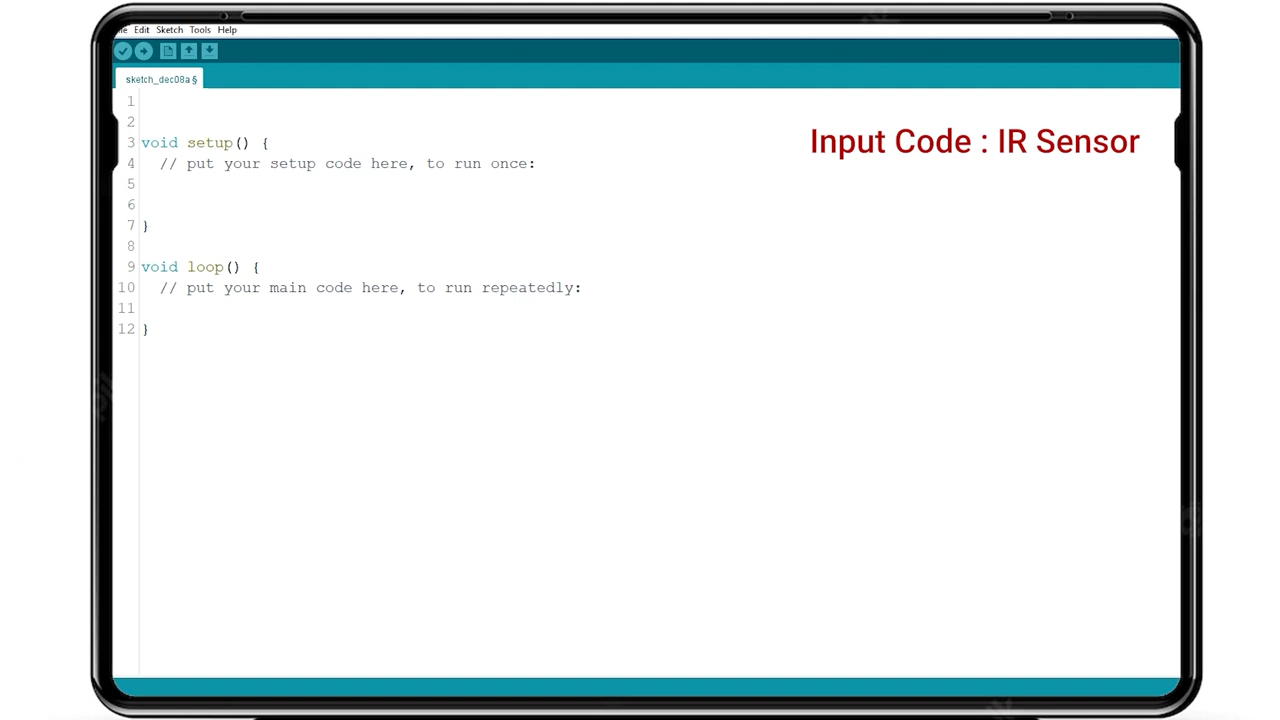 Edit Sketch Tools Help
sketch_dec08a §
1
2
3 void setup() {
4 // put your setup code here, to run once:
5
6
7 }
8
9 void loop() {
10 // put your main code here, to run repeatedly:
11
12 }
Input Code : IR Sensor